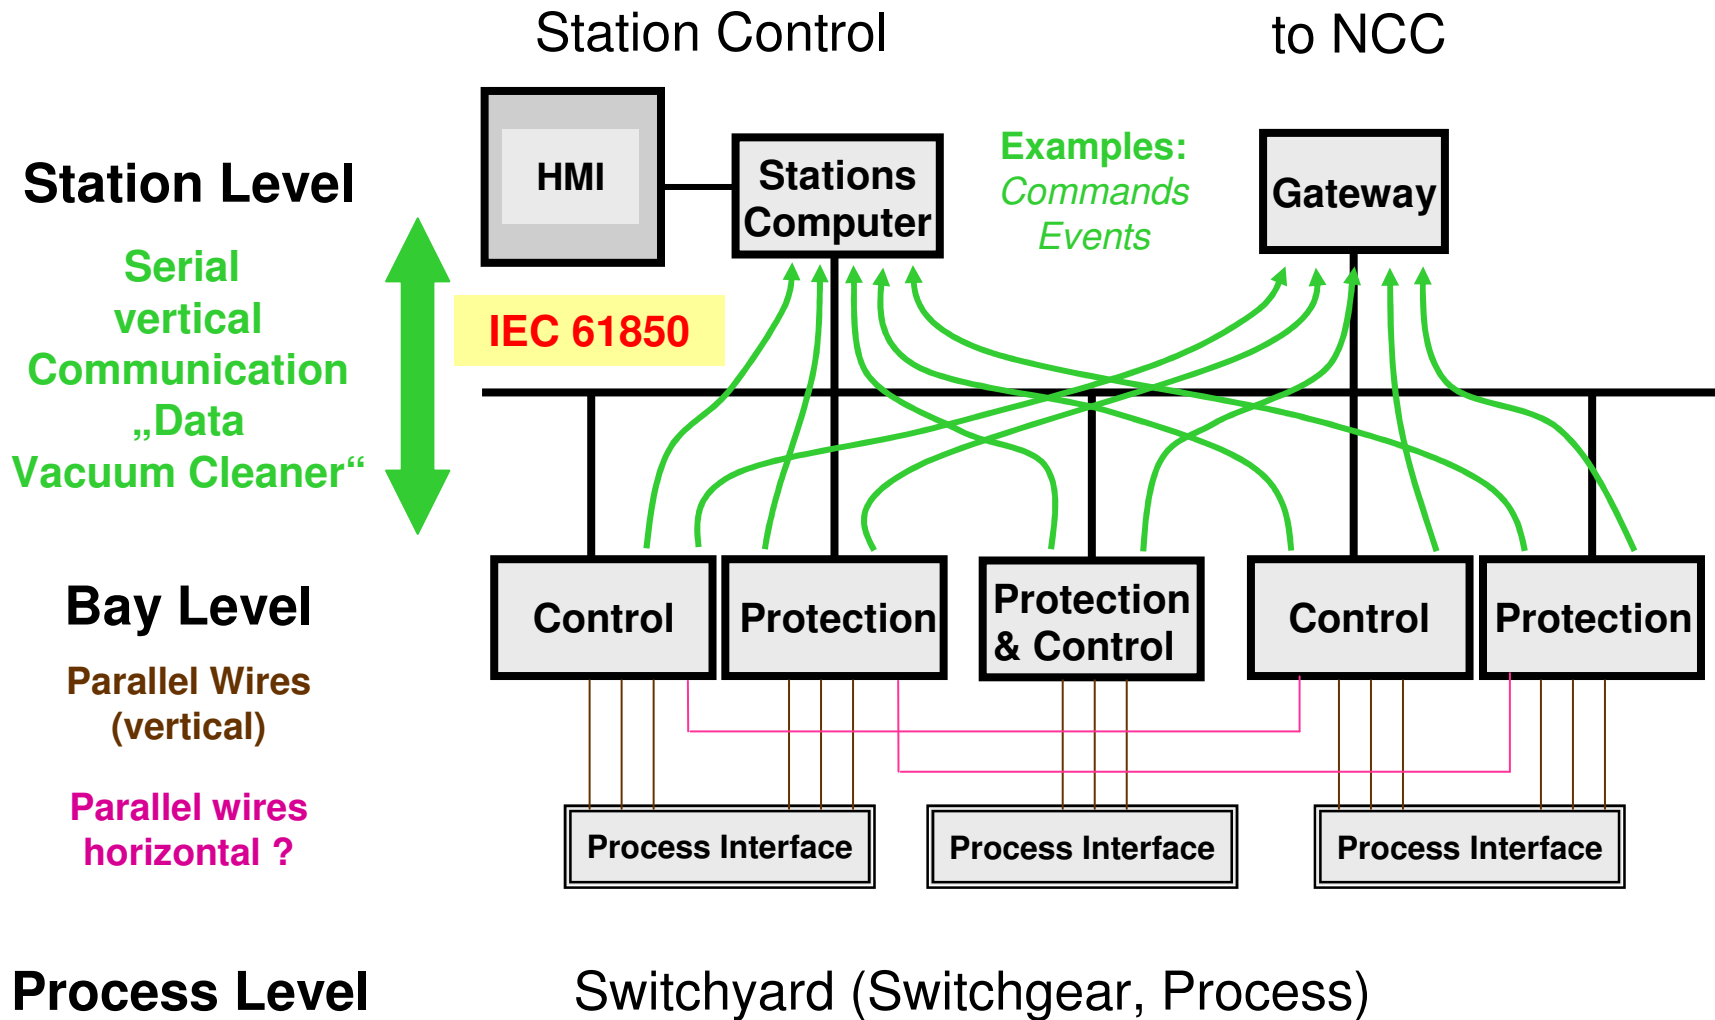 Station Control
to NCC
Station Level
HMI
Stations
Computer
Examples:
Commands
Events
Gateway
Serial
vertical
Communication
„Data
Vacuum Cleaner“
IEC 61850
Bay Level
Control
Protection
Protection
& Control
Control
Protection
Parallel Wires
(vertical)
Parallel wires
horizontal ?
Process Interface
Process Interface
Process Interface
Process Level
Switchyard (Switchgear, Process)